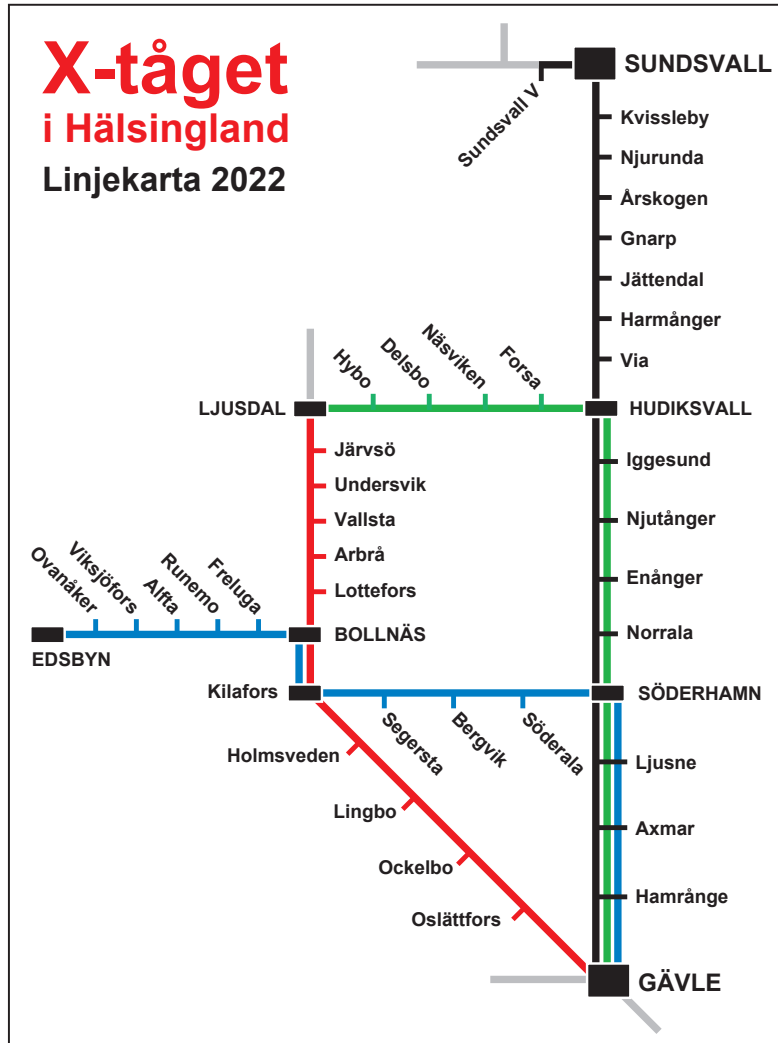 X-tåget
i Hälsingland
Linjekarta 2022
SUNDSVALL
Sundsvall V
Kvissleby
Njurunda
Årskogen
Gnarp
Jättendal
Harmånger
Via
Hybo
Delsbo
Näsviken
Forsa
LJUSDAL
HUDIKSVALL
Järvsö
Undersvik
Vallsta
Arbrå
Lottefors
Iggesund
Njutånger
Enånger
Norrala
Ovanåker
Viksjöfors
Alfta
Runemo
Freluga
EDSBYN
BOLLNÄS
Kilafors
SÖDERHAMN
Segersta
Bergvik
Söderala
Holmsveden
Lingbo
Ockelbo
Oslättfors
Ljusne
Axmar
Hamrånge
GÄVLE